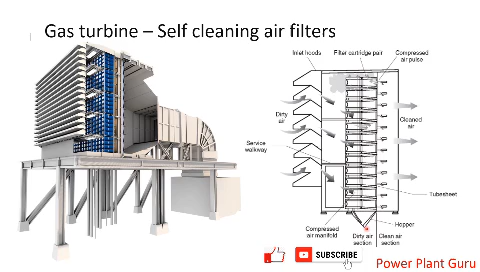 Gas turbine – Self cleaning air filters
Inlet hoods
Filter cartridge pair
Compressed
air pulse
Dirty
air
Cleaned
air
Service
walkway
Tubesheet
Hopper
Compressed
air manifold
Dirty air
section
Clean air
section
SUBSCRIBE
Power Plant Guru